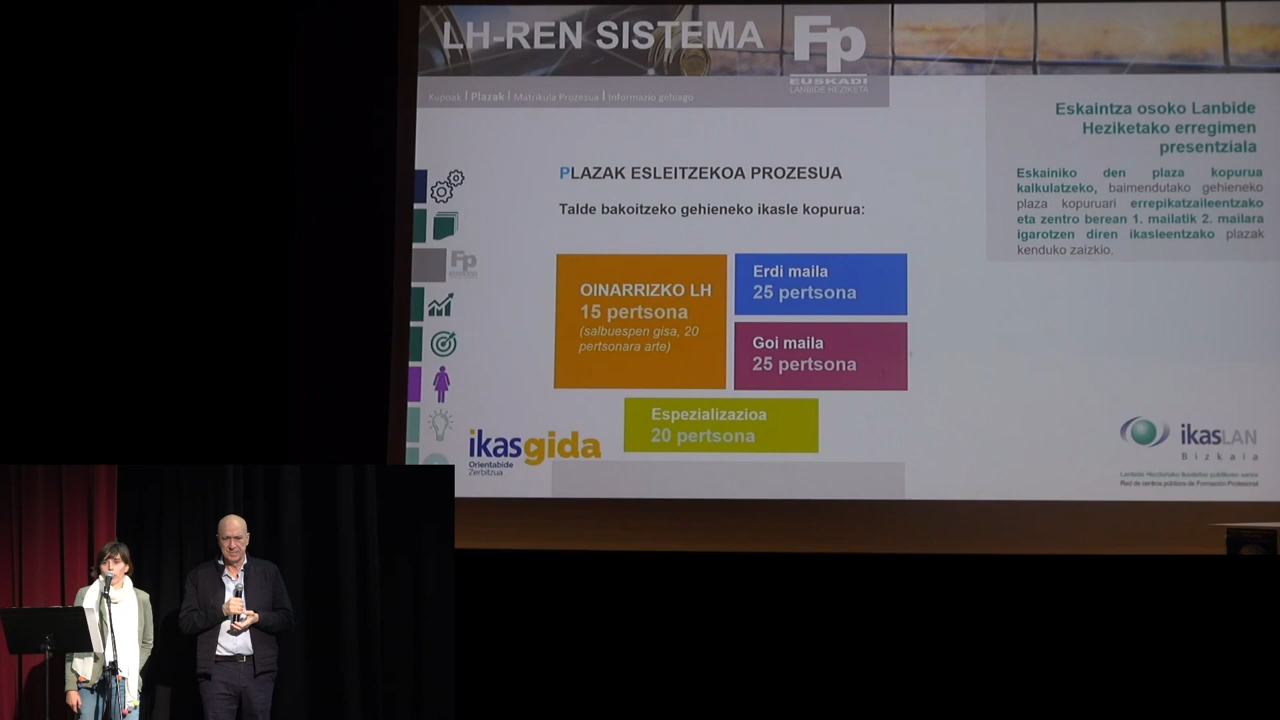 LH-REN SISTEMA
Fp
EUSKADI
LANBIDE HEZIKETA
Kupoak | Plazak | Matrikula Prozesua | Informazio gehiago
Eskaintza osoko Lanbide
Heziketako erregimen
presentziala
Eskainiko den plaza kopurua
kalkulatzeko, baimendutako gehieneko
plaza kopuruari errepikatzaileentzako
eta zentro berean 1. mailatik 2. mailara
igarotzen diren ikasleentzako plazak
kenduko zaizkio.
PLAZAK ESLEITZEKOA PROZESUA
Talde bakoitzeko gehieneko ikasle kopurua:
Fp
OINARRIZKO LH
15 pertsona
(salbuespen gisa, 20
pertsonara arte)
Erdi maila
25 pertsona
Goi maila
25 pertsona
Espezializazioa
20 pertsona
ikasgida
Orientabide
Zerbitzua
ikasLAN
Bizkaia
Lanbide Heziketako Ikastetxe publikoen sarea
Red de centros públicos de Formación Profesional